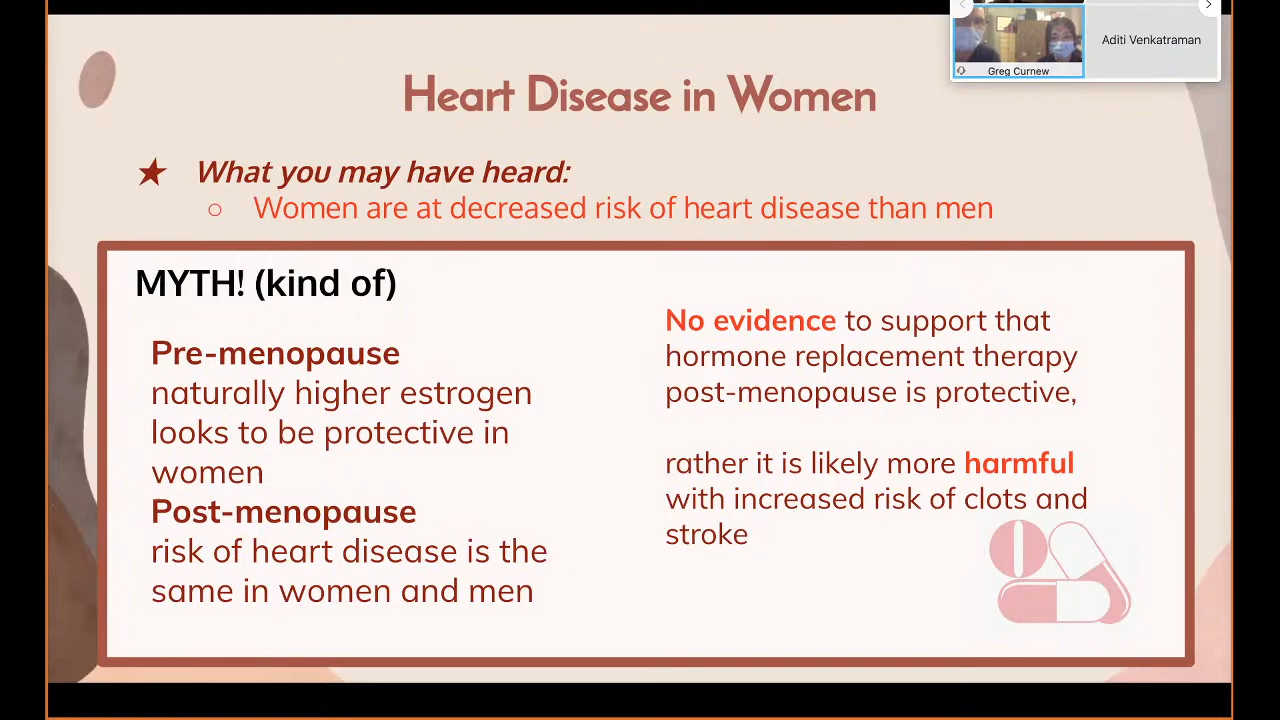 Heart Disease in Women
Aditi Venkatraman
Greg Curnew
★ What you may have heard:
○ Women are at decreased risk of heart disease than men
MYTH! (kind of)
Pre-menopause
naturally higher estrogen
looks to be protective in
women
Post-menopause
risk of heart disease is the
same in women and men
No evidence to support that
hormone replacement therapy
post-menopause is protective,
rather it is likely more harmful
with increased risk of clots and
stroke